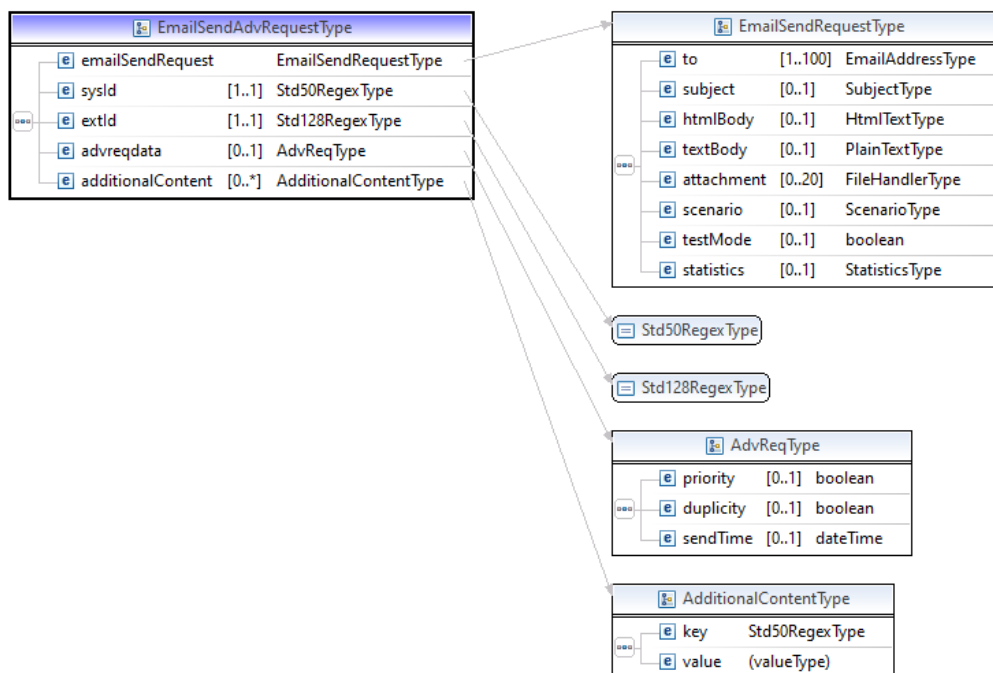 EmailSendAdvRequestType
e emailSendRequest EmailSendRequestType
e sysId [1..1] Std50RegexType
e extId [1..1] Std128RegexType
e advreqdata [0..1] AdvReqType
e additionalContent [0..*] AdditionalContentType
EmailSendRequestType
e to [1..100] EmailAddressType
e subject [0..1] SubjectType
e htmlBody [0..1] HtmlTextType
e textBody [0..1] PlainTextType
e attachment [0..20] FileHandlerType
e scenario [0..1] ScenarioType
e testMode [0..1] boolean
e statistics [0..1] StatisticsType
Std50RegexType
Std128RegexType
AdvReqType
e priority [0..1] boolean
e duplicity [0..1] boolean
e sendTime [0..1] dateTime
AdditionalContentType
e key Std50RegexType
e value (valueType)